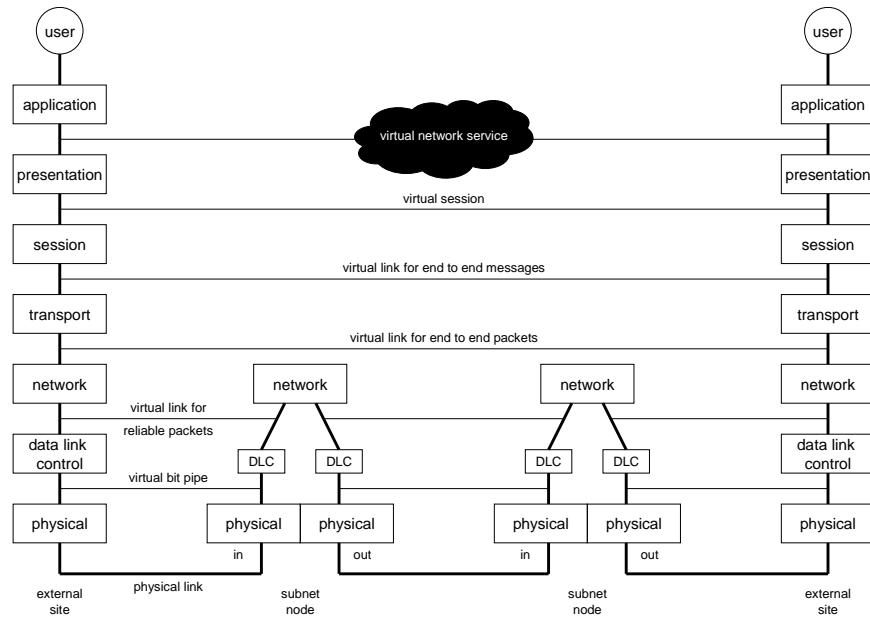 user
user
application
application
virtual network service
presentation
presentation
virtual session
session
session
virtual link for end to end messages
transport
transport
virtual link for end to end packets
network
network
network
network
virtual link for
reliable packets
data link
control
DLC
DLC
DLC
DLC
data link
control
virtual bit pipe
physical
physical
physical
physical
physical
physical
in
out
in
out
physical link
external
site
subnet
node
subnet
node
external
site